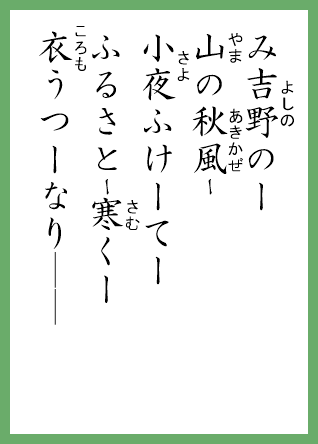 み吉野のー
山の秋風ー
小夜ふけーてー
ふるさとー寒くー
衣うつーなり――
よしの
やま
あきかぜ
さよ
さむ
ころも